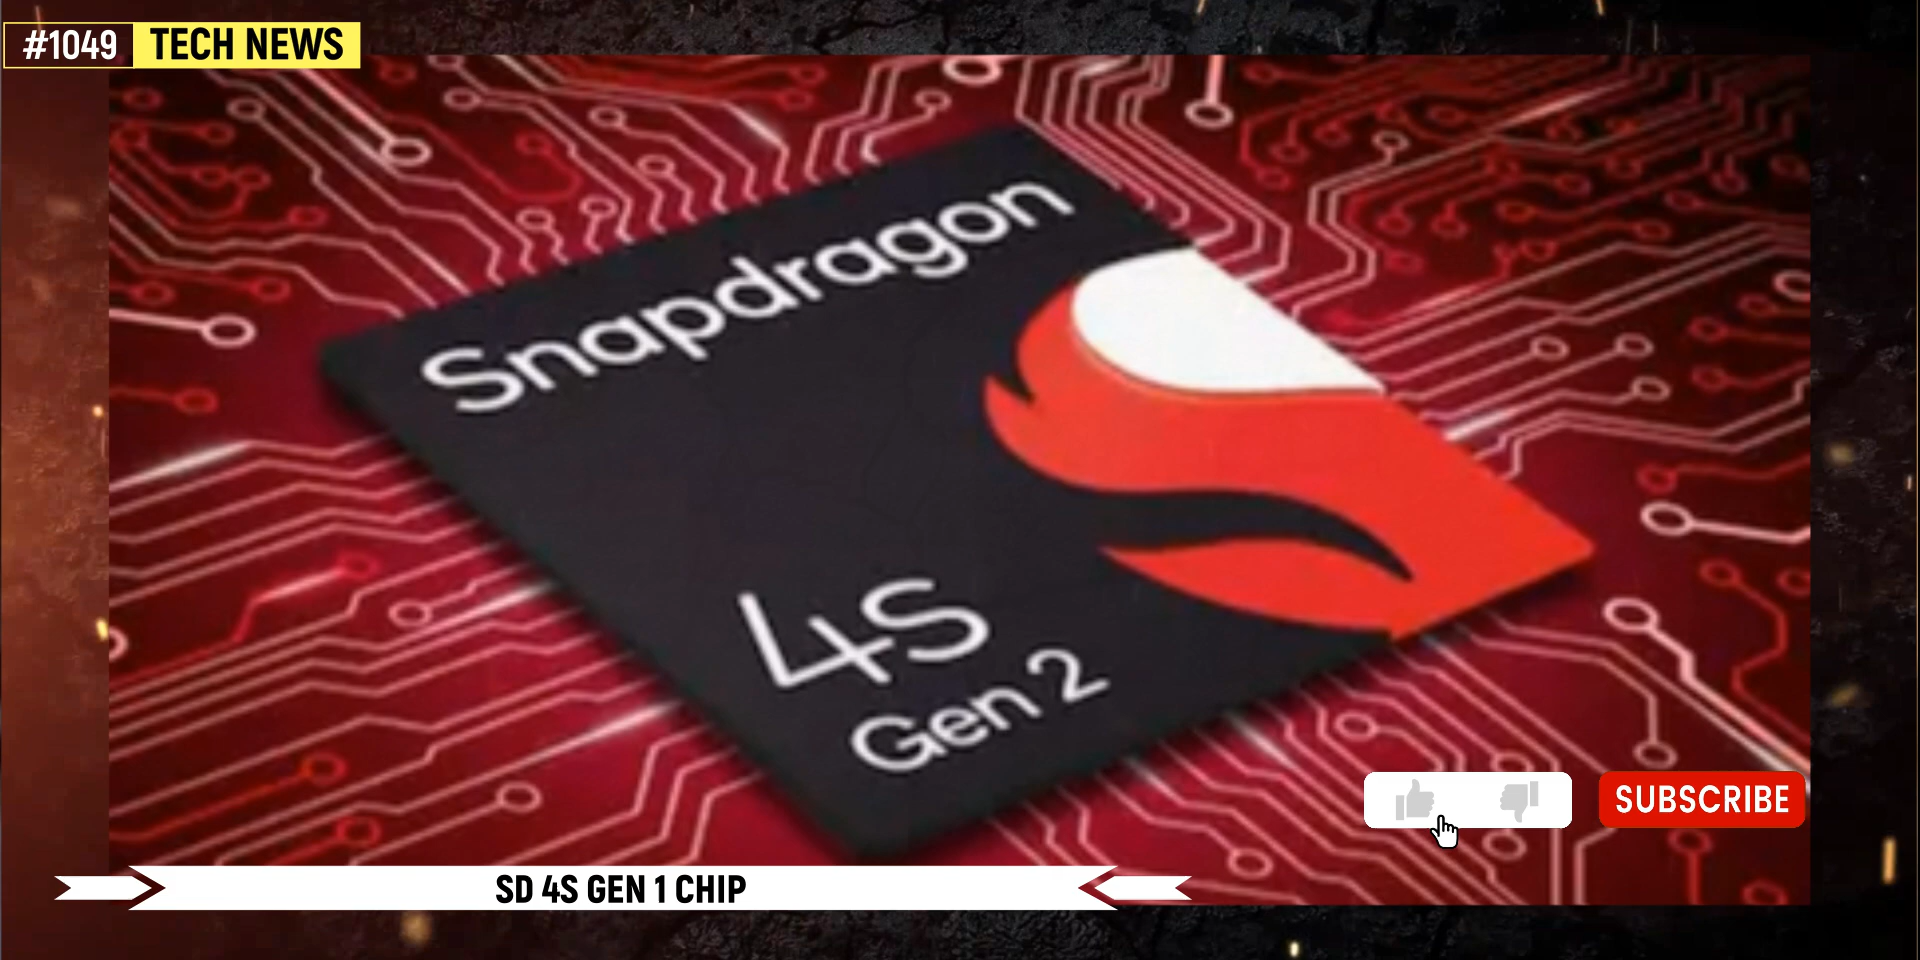 #1049 TECH NEWS
Snapdragon
4s
Gen 2
SUBSCRIBE
SD 4S GEN 1 CHIP